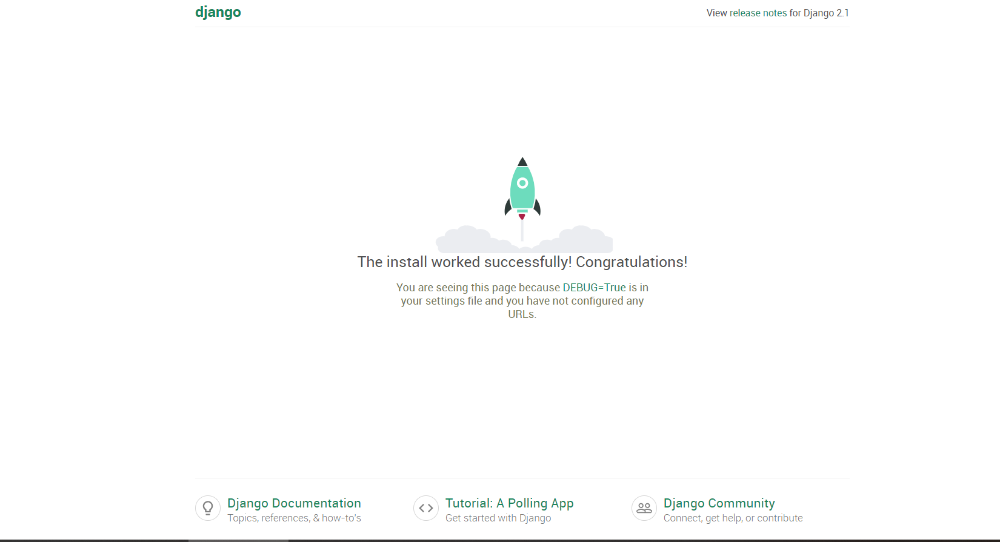 django
View release notes for Django 2.1
The install worked successfully! Congratulations!
You are seeing this page because DEBUG=True is in
your settings file and you have not configured any
URLs.
Django Documentation
Topics, references, & how-to's
Tutorial: A Polling App
Get started with Django
Django Community
Connect, get help, or contribute